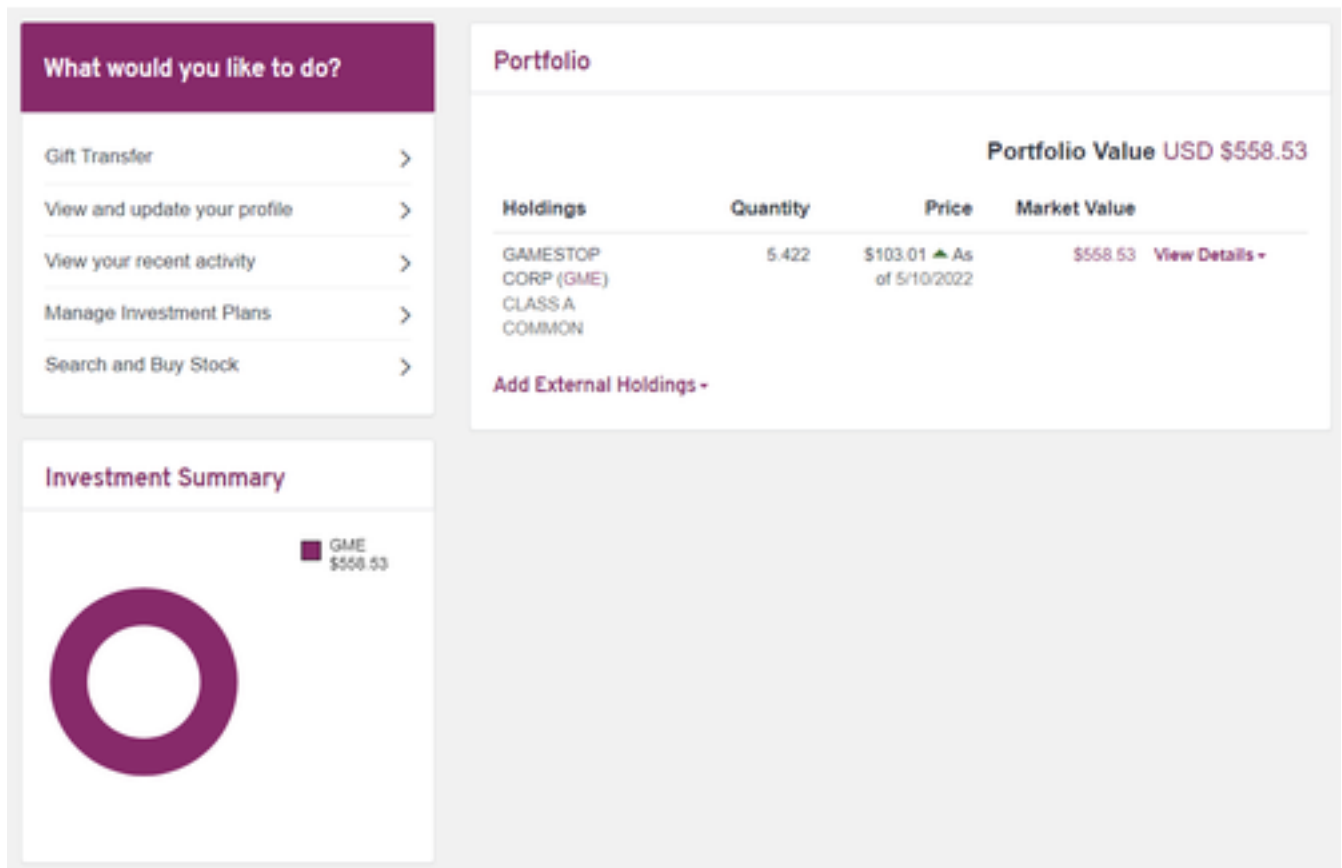 What would you like to do?
Gift Transfer
View and update your profile
View your recent activity
Manage Investment Plans
Search and Buy Stock
Investment Summary
GME
$558.53
Portfolio
Portfolio Value USD $558.53
Holdings Quantity Price Market Value
GAMESTOP 5.422 $103.01 ▲ As $558.53 View Details
CORP (GME) of 5/10/2022
CLASS A
COMMON
Add External Holdings